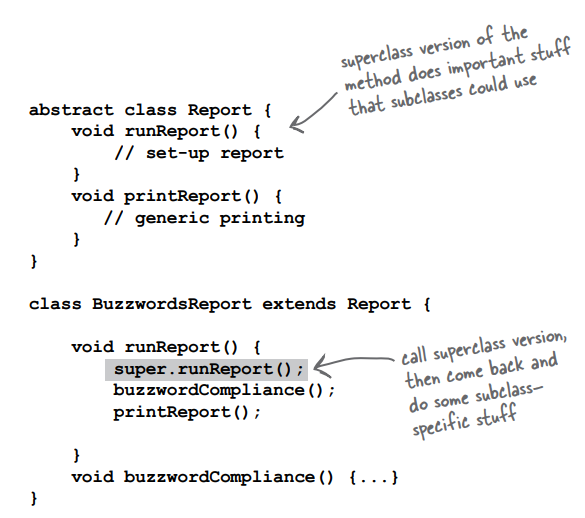 superclass version of the
method does important stuff
that subclasses could use
abstract class Report {
void runReport() {
// set-up report
}
void printReport() {
// generic printing
}
}
class BuzzwordsReport extends Report {
void runReport() {
super.runReport();
buzzwordCompliance();
printReport();
}
void buzzwordCompliance() {...}
}
call superclass version,
then come back and
do some subclass-
specific stuff